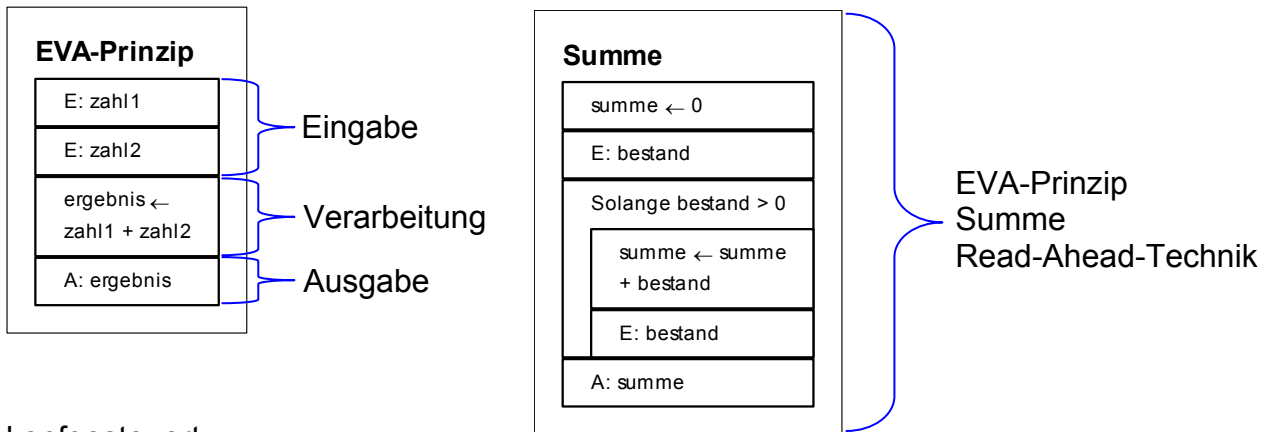 EVA-Prinzip
E: zahl1
E: zahl2
ergebnis ←
zahl1 + zahl2
A: ergebnis
Eingabe
Verarbeitung
Ausgabe
Summe
summe ← 0
E: bestand
Solange bestand > 0
summe ← summe
+ bestand
E: bestand
A: summe
EVA-Prinzip
Summe
Read-Ahead-Technik